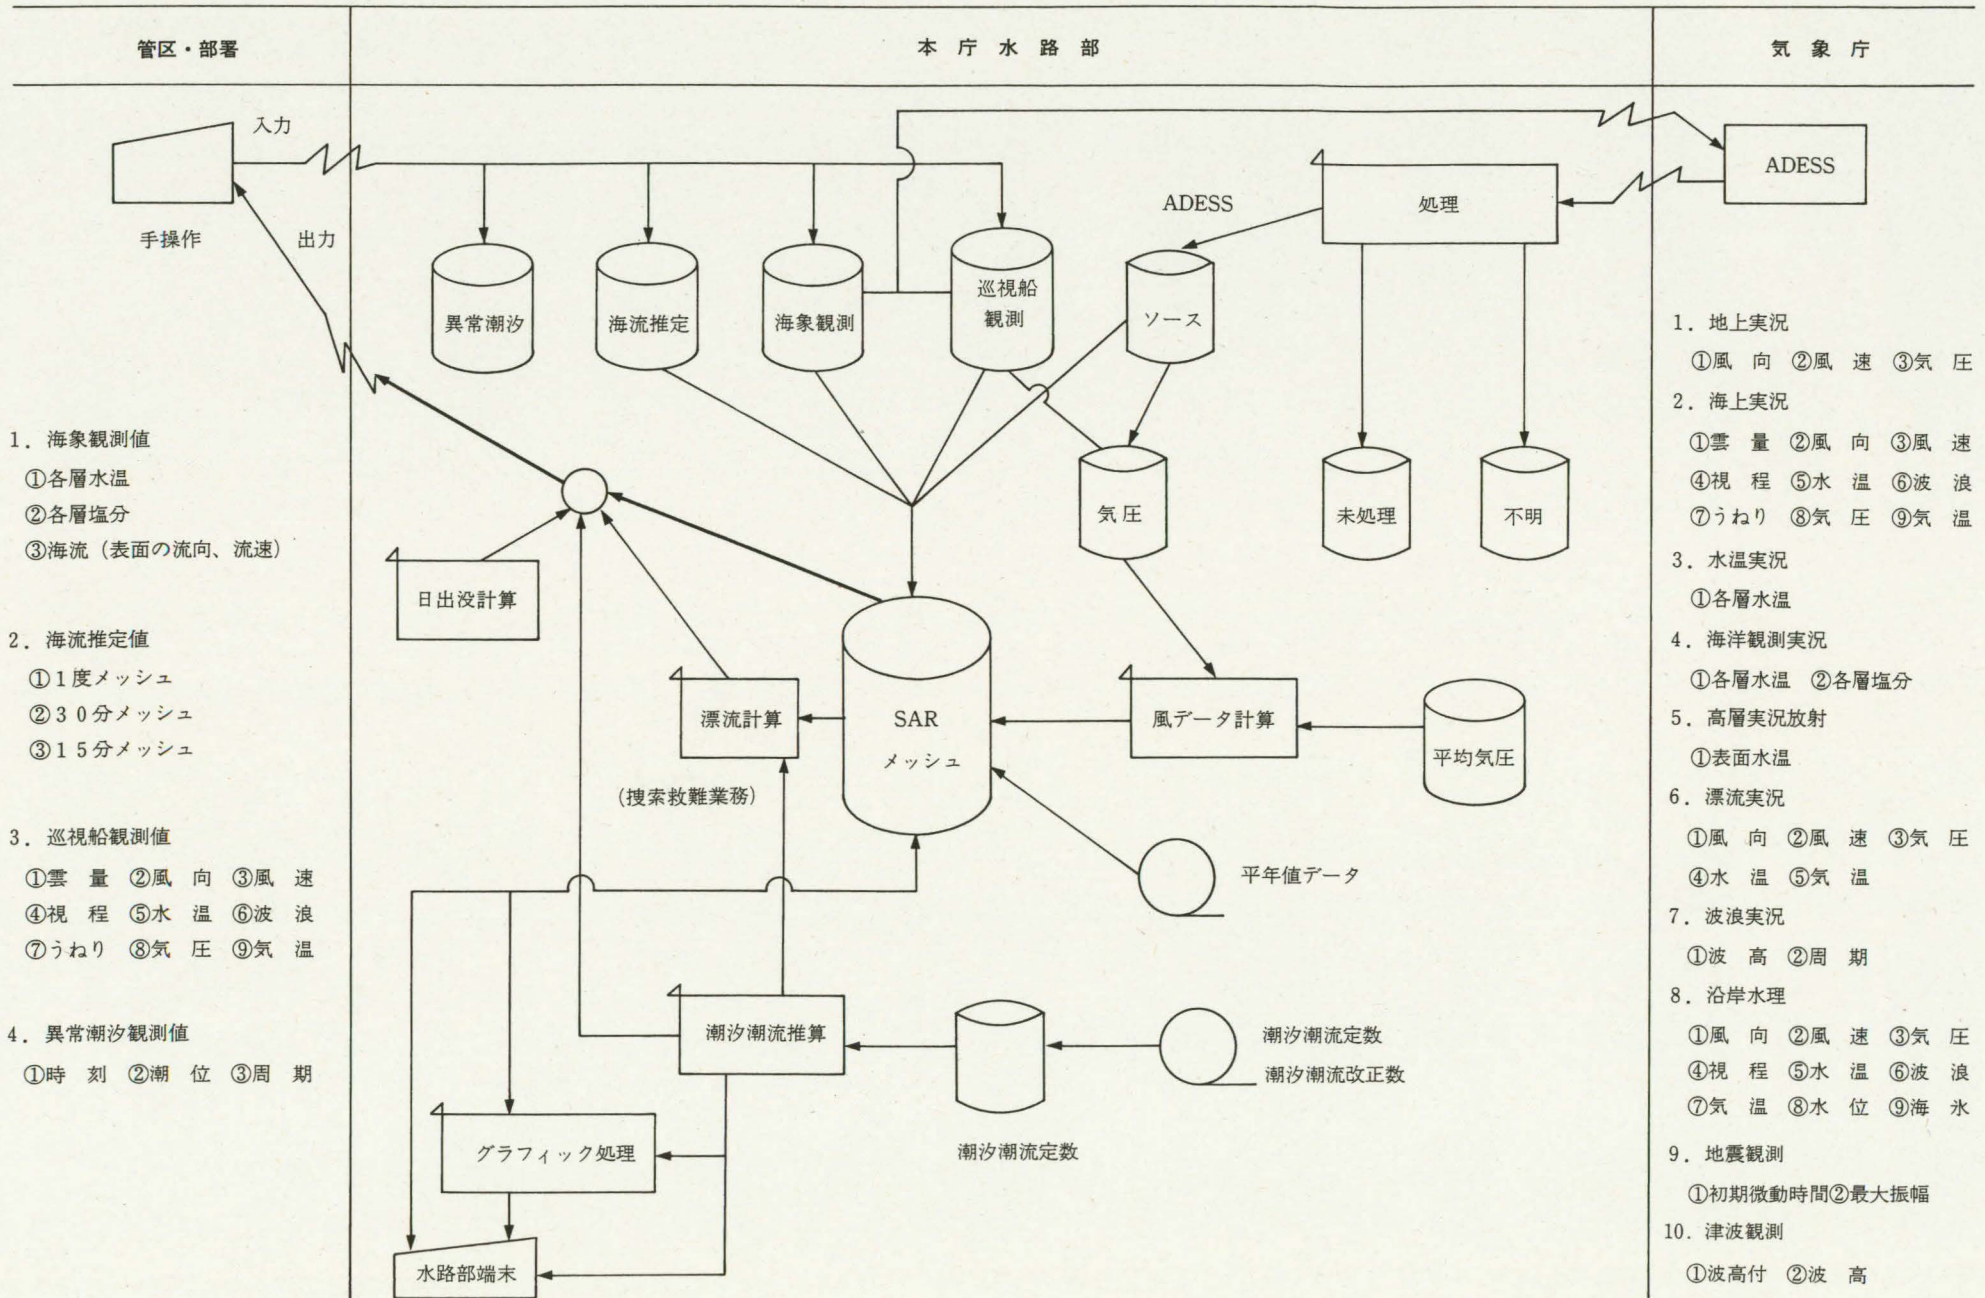 管区・部署
本庁水路部
気象庁
入力
手操作
出力
1. 海象観測値
①各層水温
②各層塩分
③海流（表面の流向、流速）
2. 海流推定値
①1度メッシュ
②30分メッシュ
③15分メッシュ
3. 巡視船観測値
①雲 量 ②風 向 ③風 速
④視 程 ⑤水 温 ⑥波 浪
⑦うねり ⑧気 圧 ⑨気 温
4. 異常潮汐観測値
①時 刻 ②潮 位 ③周 期
異常潮汐
海流推定
海象観測
巡視船
観測
ADESS
ソース
処理
気圧
未処理
不明
日出没計算
漂流計算
(捜索救難業務)
SAR
メッシュ
風データ計算
平均気圧
平年値データ
潮汐潮流推算
潮汐潮流定数
潮汐潮流定数
潮汐潮流改正数
グラフィック処理
水路部端末
ADESS
1. 地上実況
①風 向 ②風 速 ③気 圧
2. 海上実況
①雲 量 ②風 向 ③風 速
④視 程 ⑤水 温 ⑥波 浪
⑦うねり ⑧気 圧 ⑨気 温
3. 水温実況
①各層水温
4. 海洋観測実況
①各層水温 ②各層塩分
5. 高層実況放射
①表面水温
6. 漂流実況
①風 向 ②風 速 ③気 圧
④水 温 ⑤気 温
7. 波浪実況
①波 高 ②周 期
8. 沿岸水理
①風 向 ②風 速 ③気 圧
④視 程 ⑤水 温 ⑥波 浪
⑦気 温 ⑧水 位 ⑨海 氷
9. 地震観測
①初期微動時間②最大振幅
10. 津波観測
①波高付 ②波 高